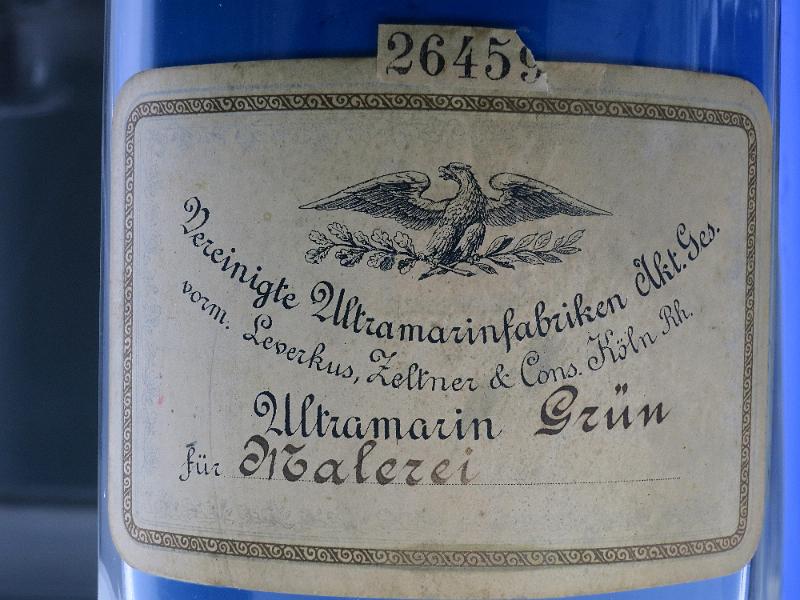 26459
Vereinigte Ultramarinfabriken Akt. Ges.
vorm. Leverkus, Zeltner & Cons. Köln Rh.
Ultramarin Grün
für Malerei